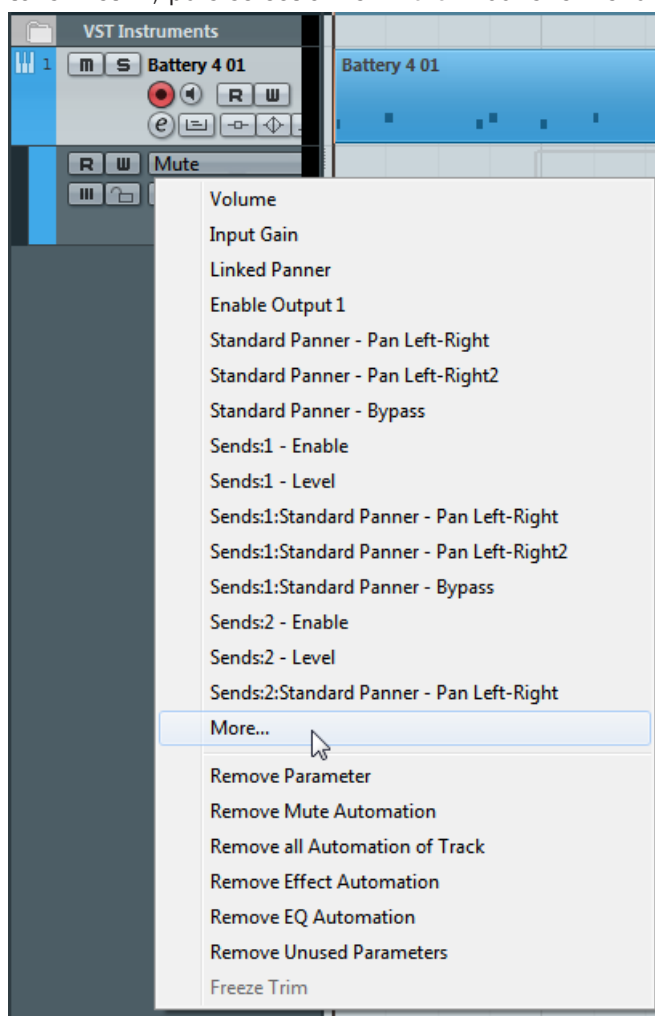 VST Instruments
1 m S Battery 4 01
Battery 4 01
R W
e
R W Mute
Volume
Input Gain
Linked Panner
Enable Output 1
Standard Panner - Pan Left-Right
Standard Panner - Pan Left-Right2
Standard Panner - Bypass
Sends:1 - Enable
Sends:1 - Level
Sends:1:Standard Panner - Pan Left-Right
Sends:1:Standard Panner - Pan Left-Right2
Sends:1:Standard Panner - Bypass
Sends:2 - Enable
Sends:2 - Level
Sends:2:Standard Panner - Pan Left-Right
More...
Remove Parameter
Remove Mute Automation
Remove all Automation of Track
Remove Effect Automation
Remove EQ Automation
Remove Unused Parameters
Freeze Trim